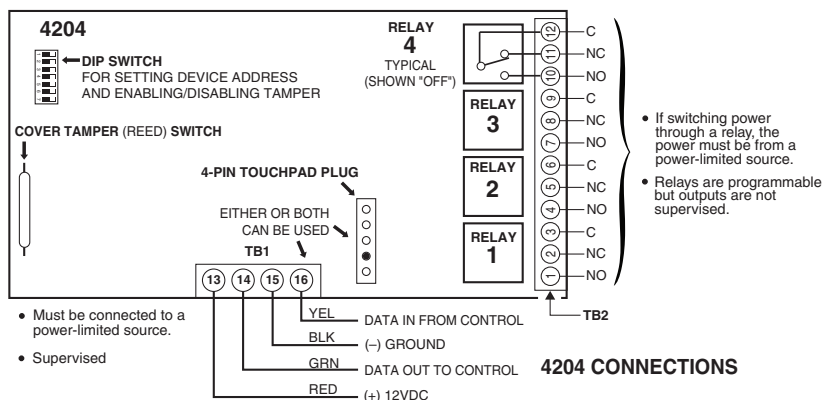 4204
DIP SWITCH
FOR SETTING DEVICE ADDRESS
AND ENABLING/DISABLING TAMPER
COVER TAMPER (REED) SWITCH
4-PIN TOUCHPAD PLUG
EITHER OR BOTH
CAN BE USED
TB1
13 14 15 16
RELAY
4
TYPICAL
(SHOWN "OFF")
RELAY
3
RELAY
2
RELAY
1
12 C
11 NC
10 NO
9 C
8 NC
7 NO
6 C
5 NC
4 NO
3 C
2 NC
1 NO
TB2
• If switching power
through a relay, the
power must be from a
power-limited source.
• Relays are programmable
but outputs are not
supervised.
• Must be connected to a
power-limited source.
• Supervised
YEL DATA IN FROM CONTROL
BLK (–) GROUND
GRN DATA OUT TO CONTROL
RED (+) 12VDC
4204 CONNECTIONS